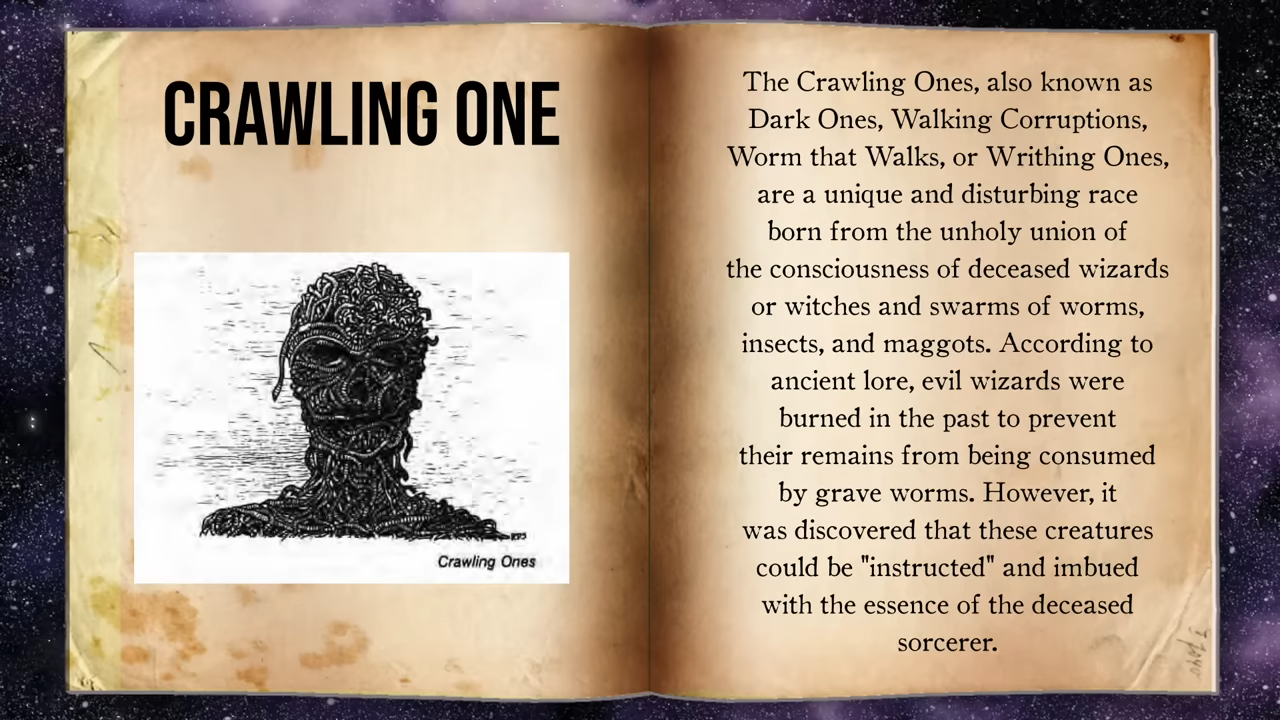 CRAWLING ONE
Crawling Ones
The Crawling Ones, also known as
Dark Ones, Walking Corruptions,
Worm that Walks, or Writhing Ones,
are a unique and disturbing race
born from the unholy union of
the consciousness of deceased wizards
or witches and swarms of worms,
insects, and maggots. According to
ancient lore, evil wizards were
burned in the past to prevent
their remains from being consumed
by grave worms. However, it
was discovered that these creatures
could be "instructed" and imbued
with the essence of the deceased
sorcerer.